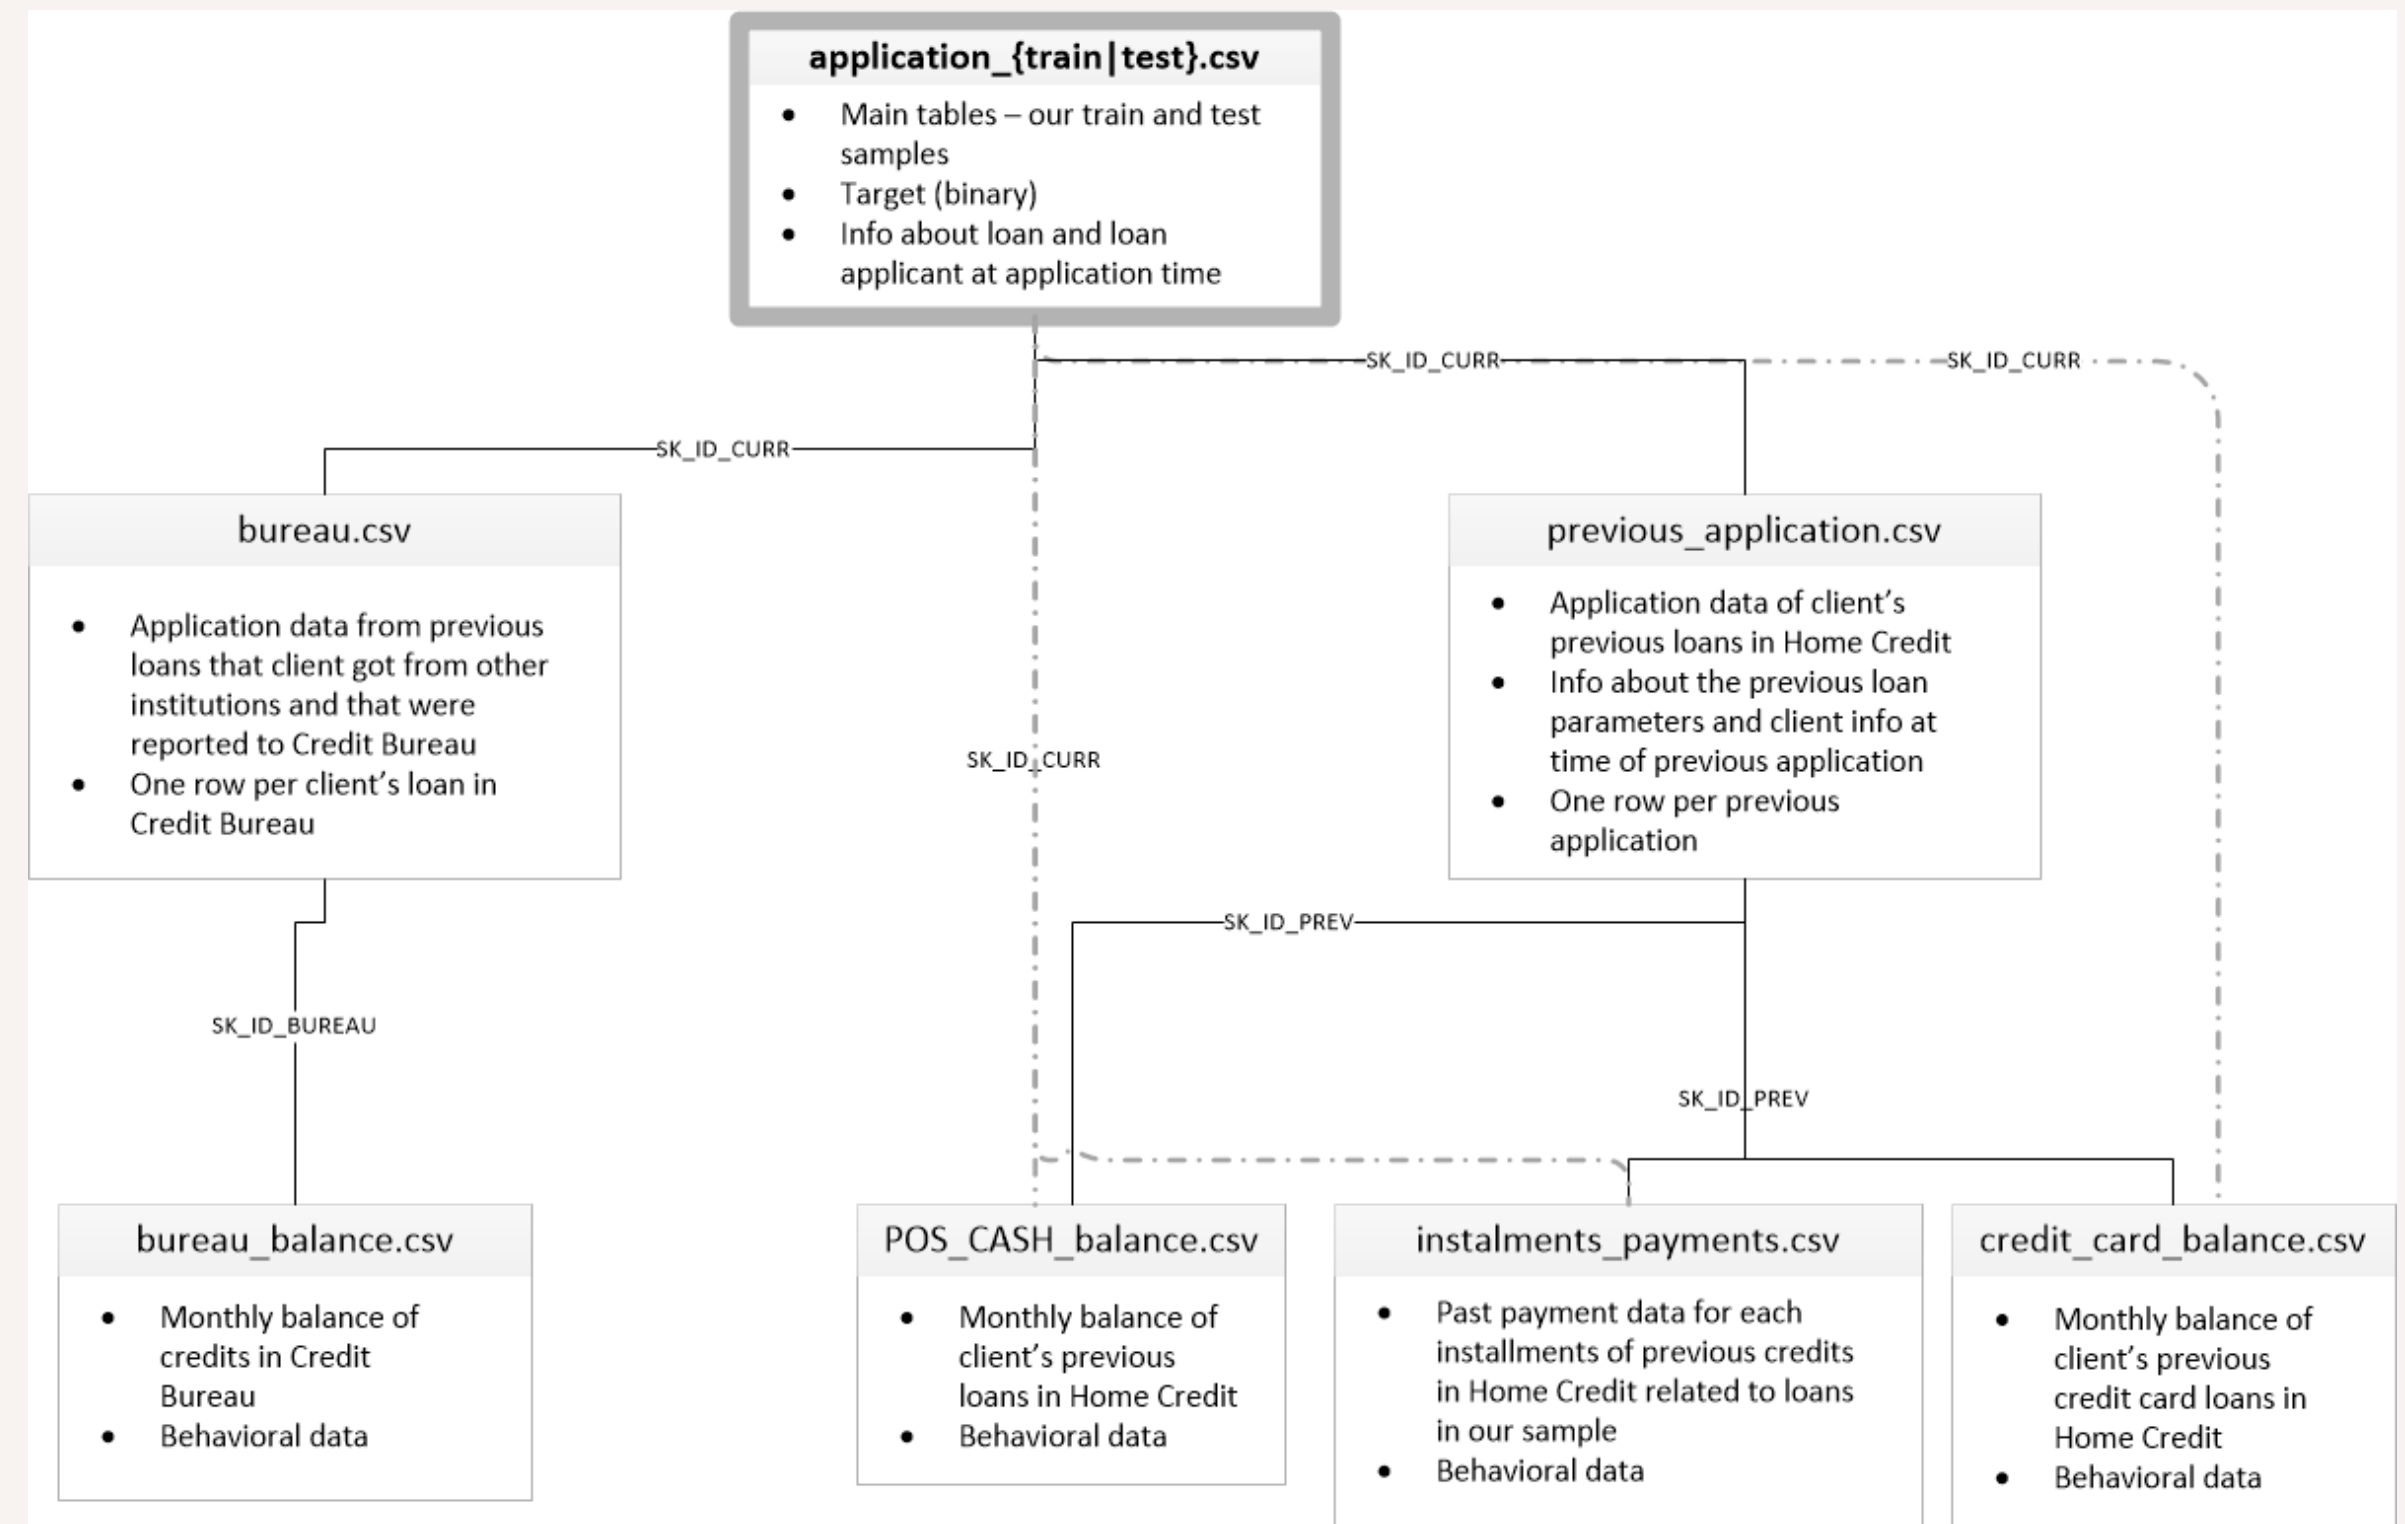 application_{train|test}.csv
• Main tables – our train and test
samples
• Target (binary)
• Info about loan and loan
applicant at application time
SK_ID_CURR
SK_ID_CURR
SK_ID_CURR
bureau.csv
• Application data from previous
loans that client got from other
institutions and that were
reported to Credit Bureau
• One row per client’s loan in
Credit Bureau
previous_application.csv
• Application data of client’s
previous loans in Home Credit
• Info about the previous loan
parameters and client info at
time of previous application
• One row per previous
application
SK_ID_CURR
SK_ID_PREV
SK_ID_BUREAU
SK_ID_PREV
bureau_balance.csv
• Monthly balance of
credits in Credit
Bureau
• Behavioral data
POS_CASH_balance.csv
• Monthly balance of
client’s previous
loans in Home Credit
• Behavioral data
instalments_payments.csv
• Past payment data for each
installments of previous credits
in Home Credit related to loans
in our sample
• Behavioral data
credit_card_balance.csv
• Monthly balance of
client’s previous
credit card loans in
Home Credit
• Behavioral data